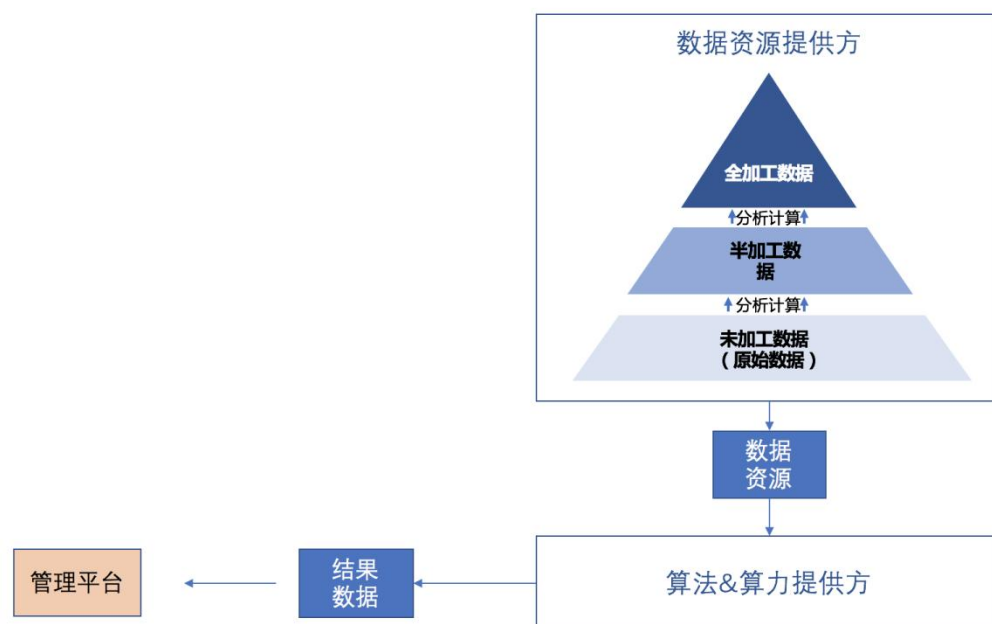 数据资源提供方
全加工数据
分析计算
半加工数
据
分析计算
未加工数据
（原始数据）
数据
资源
管理平台
结果
数据
算法&算力提供方